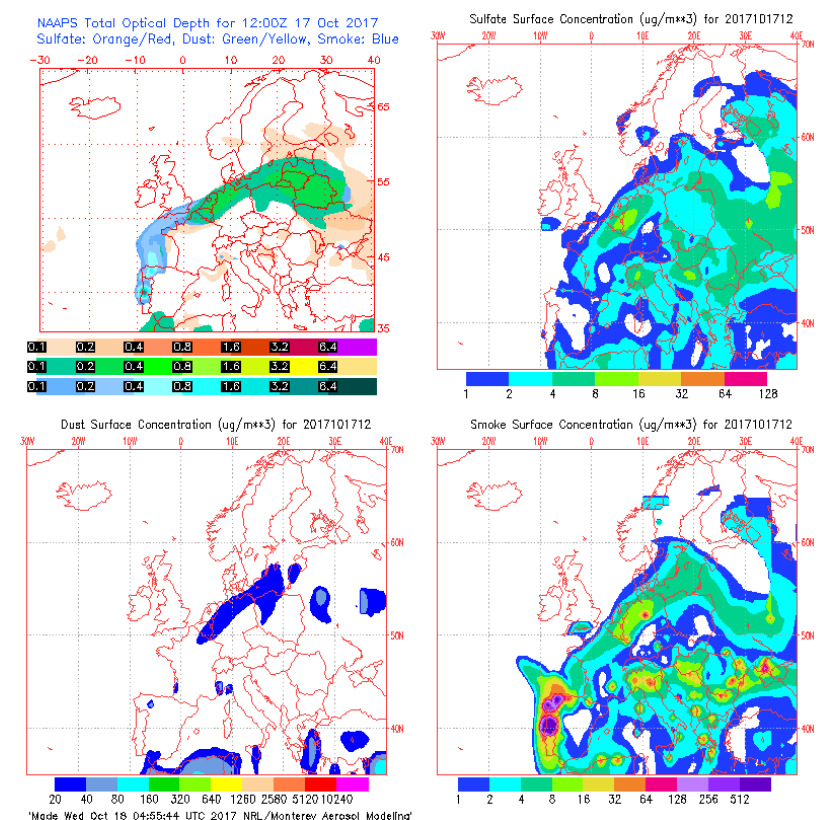 NAAPS Total Optical Depth for 12:00Z 17 Oct 2017
Sulfate: Orange/Red, Dust: Green/Yellow, Smoke: Blue
-30 -20 -10 0 10 20 30 40
65
55
45
35
0.1 0.2 0.4 0.8 1.6 3.2 6.4
0.1 0.2 0.4 0.8 1.6 3.2 6.4
0.1 0.2 0.4 0.8 1.6 3.2 6.4
Sulfate Surface Concentration (ug/m**3) for 2017101712
30W 20W 10W 0 10E 20E 30E 40E
70N
60N
50N
40N
1 2 4 8 16 32 64 128
Dust Surface Concentration (ug/m**3) for 2017101712
30W 20W 10W 0 10E 20E 30E 40E
70N
60N
50N
40N
20 40 80 160 320 640 1260 2580 5120 10240
'Made Wed Oct 18 04:55:44 UTC 2017 NRL/Monterey Aerosol Modeling'
Smoke Surface Concentration (ug/m**3) for 2017101712
30W 20W 10W 0 10E 20E 30E 40E
70N
60N
50N
40N
1 2 4 8 16 32 64 128 256 512